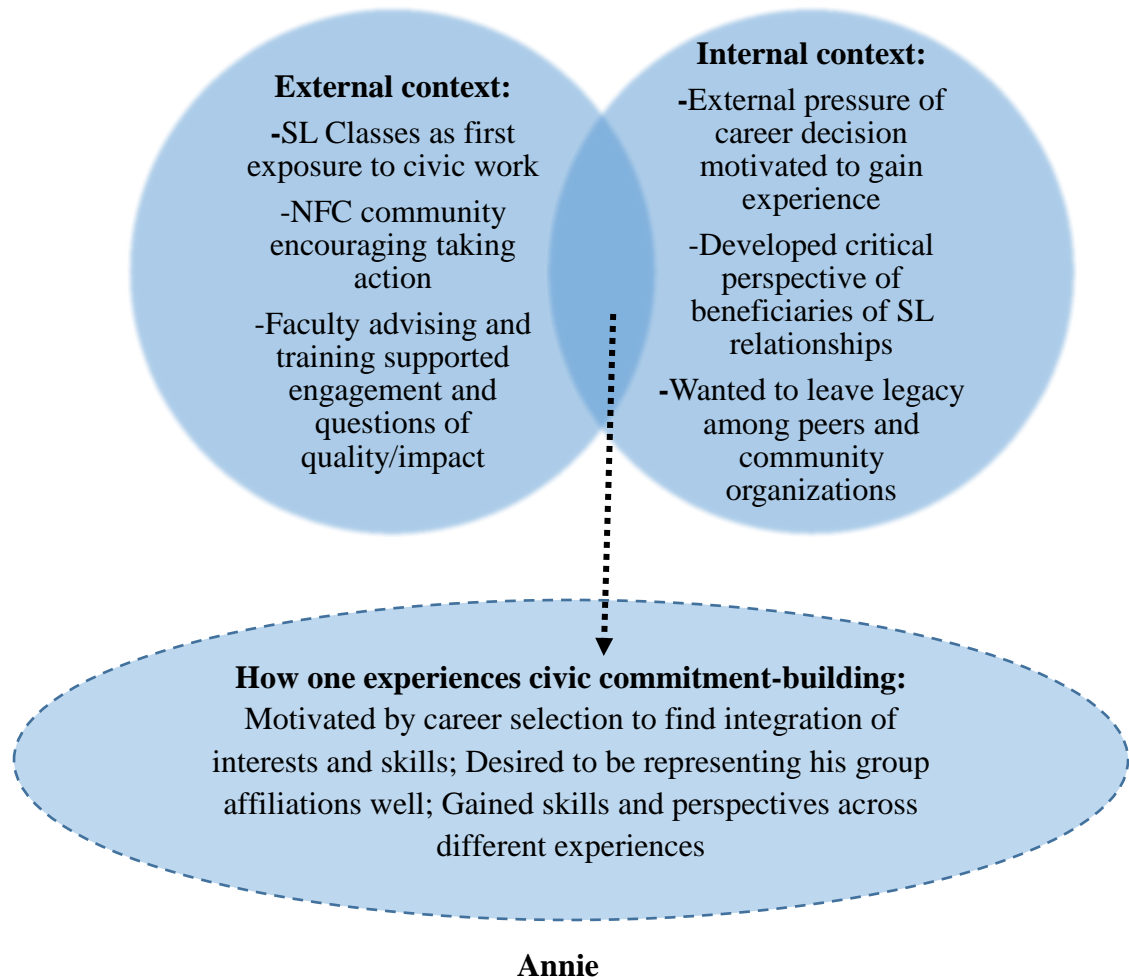 External context:
-SL Classes as first
exposure to civic work
-NFC community
encouraging taking
action
-Faculty advising and
training supported
engagement and
questions of
quality/impact
Internal context:
-External pressure of
career decision
motivated to gain
experience
-Developed critical
perspective of
beneficiaries of SL
relationships
-Wanted to leave legacy
among peers and
community
organizations
How one experiences civic commitment-building:
Motivated by career selection to find integration of
interests and skills; Desired to be representing his group
affiliations well; Gained skills and perspectives across
different experiences
Annie